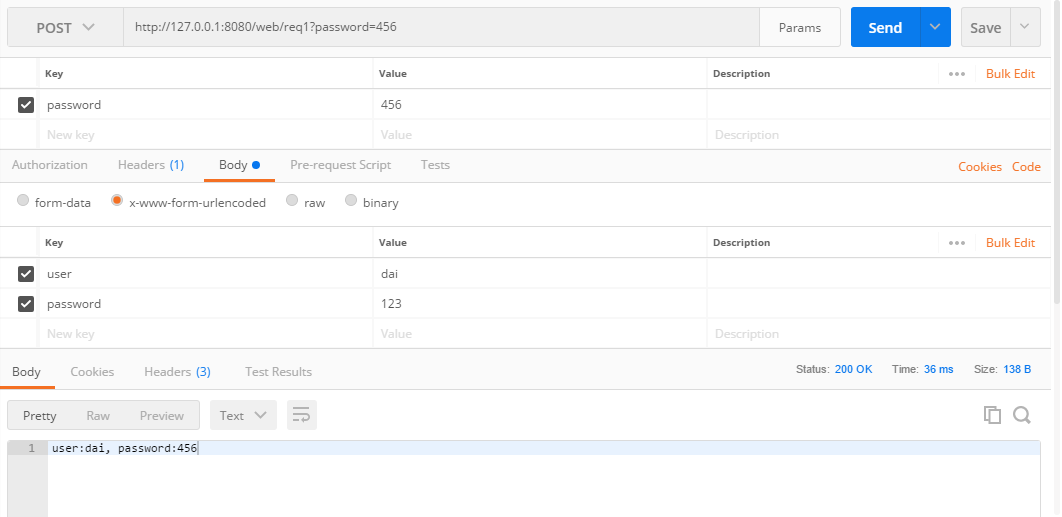 POST http://127.0.0.1:8080/web/req1?password=456 Params Send Save
Key Value Description ••• Bulk Edit
password 456
New key Value Description
Authorization Headers (1) Body Pre-request Script Tests Cookies Code
form-data x-www-form-urlencoded raw binary
Key Value Description ••• Bulk Edit
user dai
password 123
New key Value Description
Body Cookies Headers (3) Test Results Status: 200 OK Time: 36 ms Size: 138 B
Pretty Raw Preview Text
1 user:dai, password:456